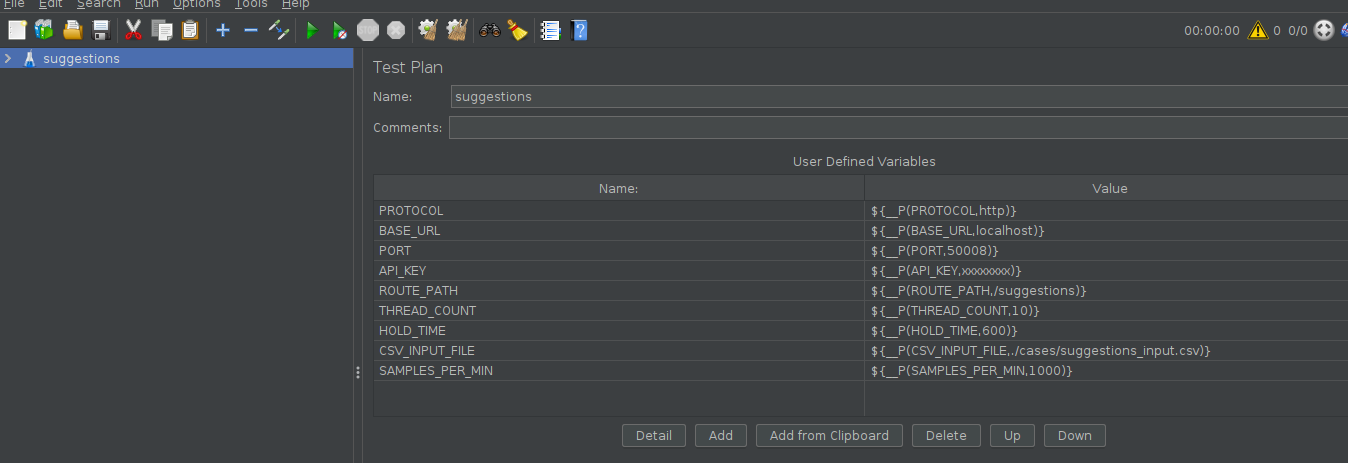 File Edit Search Run Options Tools Help
00:00:00 0 0/0
suggestions
Test Plan
Name: suggestions
Comments:
User Defined Variables
Name: Value
PROTOCOL ${__P(PROTOCOL,http)}
BASE_URL ${__P(BASE_URL,localhost)}
PORT ${__P(PORT,50008)}
API_KEY ${__P(API_KEY,xxxxxxxx)}
ROUTE_PATH ${__P(ROUTE_PATH,/suggestions)}
THREAD_COUNT ${__P(THREAD_COUNT,10)}
HOLD_TIME ${__P(HOLD_TIME,600)}
CSV_INPUT_FILE ${__P(CSV_INPUT_FILE,./cases/suggestions_input.csv)}
SAMPLES_PER_MIN ${__P(SAMPLES_PER_MIN,1000)}
Detail Add Add from Clipboard Delete Up Down